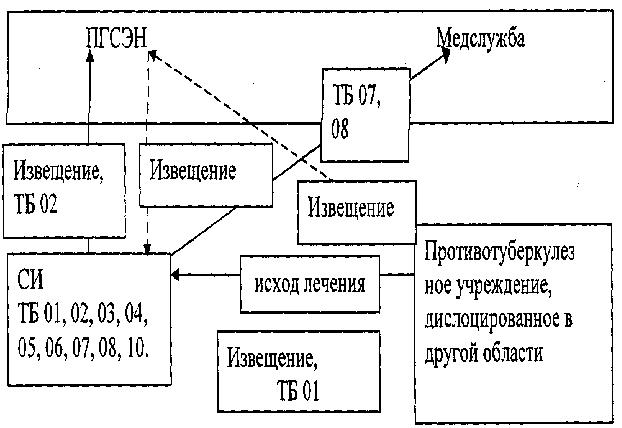 ПГСЭН
Медслужба
ТБ 07,
08
Извещение,
ТБ 02
Извещение
Извещение
Противотуберкулез
ное учреждение,
дислоцированное в
другой области
СИ
ТБ 01, 02, 03, 04,
05, 06, 07, 08, 10.
исход лечения
Извещение,
ТБ 01